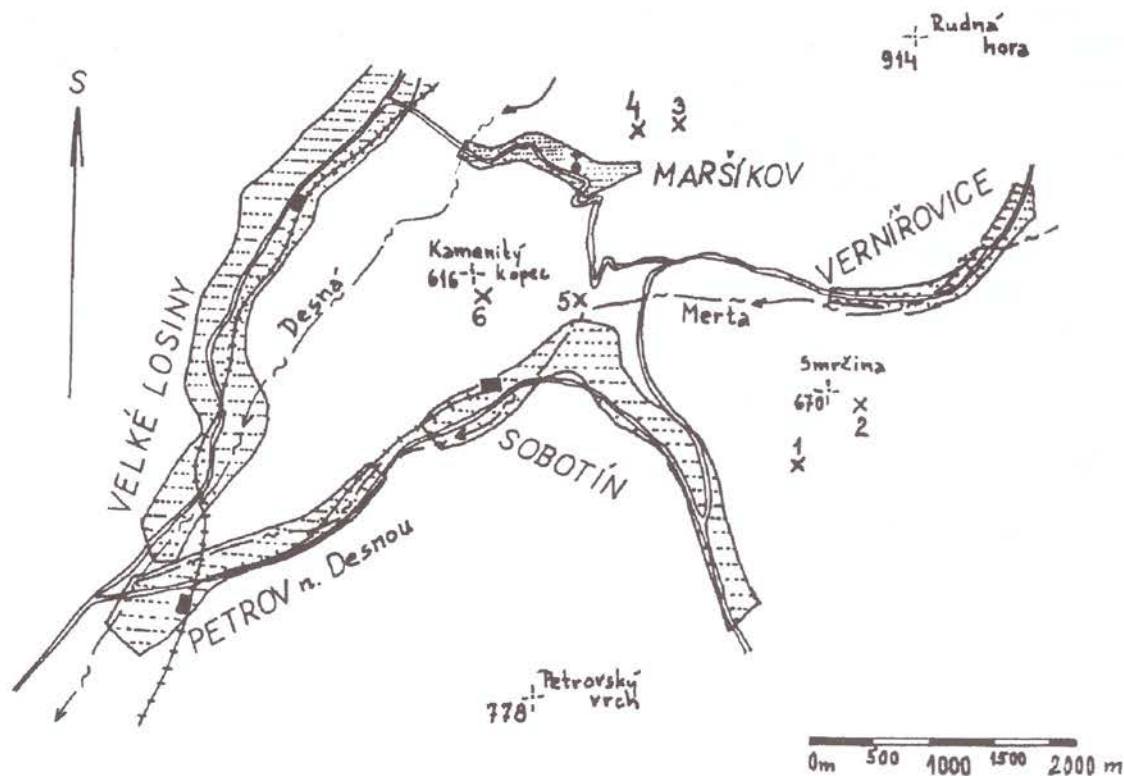 Rudná
hora
914
S
4
3
MARŠÍKOV
VERNÍŘOVICE
Kamenitý
kopec
616
6
5
Desná
Merta
VELKÉ LOSINY
Smrčina
670
2
1
SOBOTÍN
PETROV n. Desnou
Petrovský
vrch
778
0m 500 1000 1500 2000 m